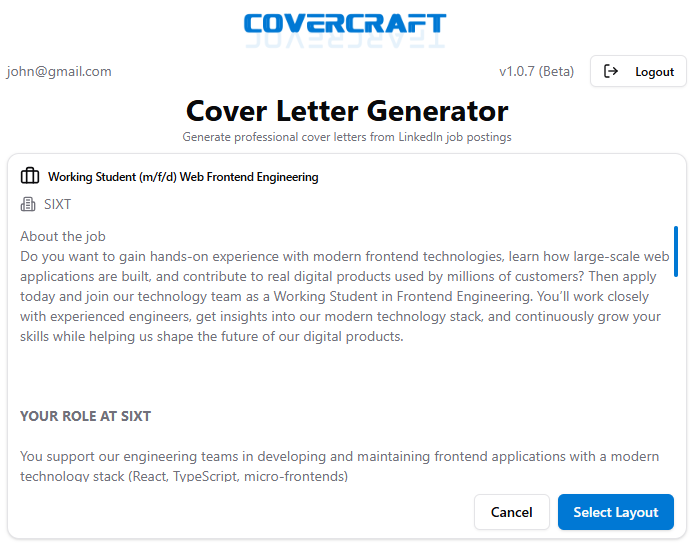 COVERCRAFT
john@gmail.com
v1.0.7 (Beta)
Logout
Cover Letter Generator
Generate professional cover letters from LinkedIn job postings
Working Student (m/f/d) Web Frontend Engineering
SIXT
About the job
Do you want to gain hands-on experience with modern frontend technologies, learn how large-scale web
applications are built, and contribute to real digital products used by millions of customers? Then apply
today and join our technology team as a Working Student in Frontend Engineering. You’ll work closely
with experienced engineers, get insights into our modern technology stack, and continuously grow your
skills while helping us shape the future of our digital products.
YOUR ROLE AT SIXT
You support our engineering teams in developing and maintaining frontend applications with a modern
technology stack (React, TypeScript, micro-frontends)
Cancel
Select Layout